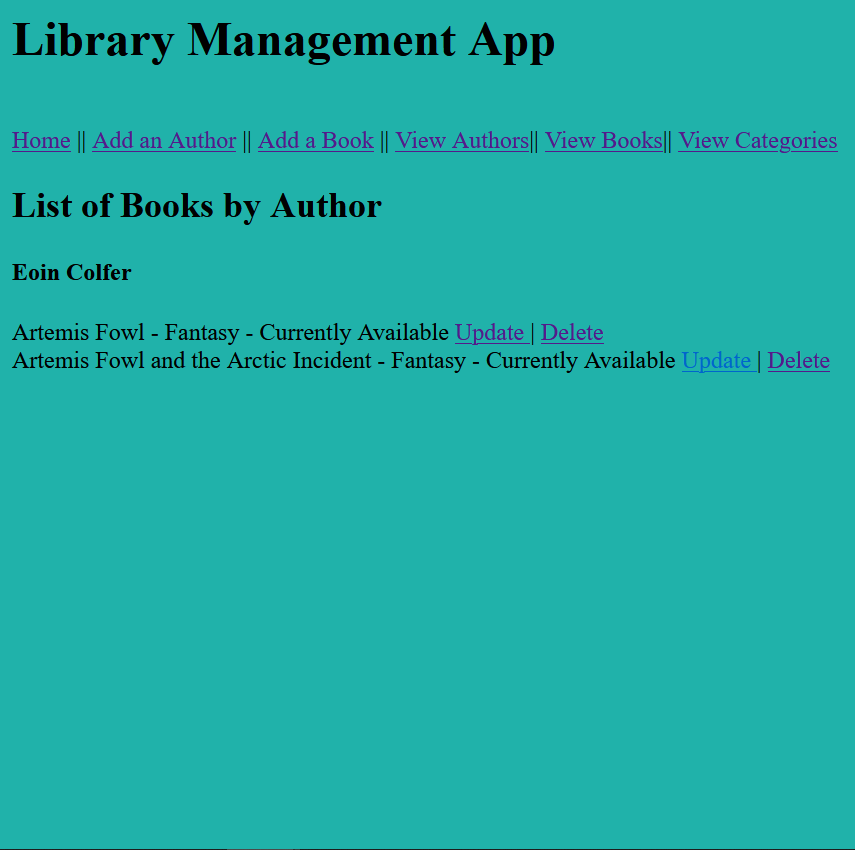 Library Management App
Home || Add an Author || Add a Book || View Authors|| View Books|| View Categories
List of Books by Author
Eoin Colfer
Artemis Fowl - Fantasy - Currently Available Update | Delete
Artemis Fowl and the Arctic Incident - Fantasy - Currently Available Update | Delete